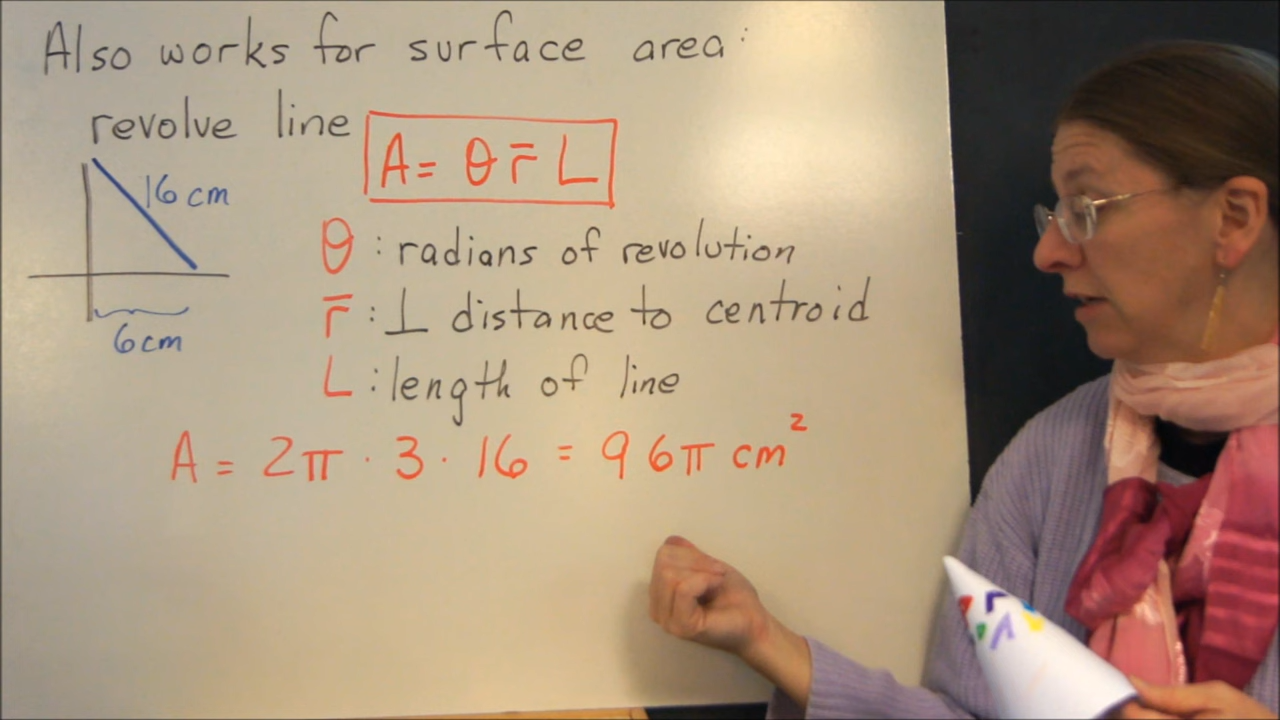 Also works for surface area:
revolve line
A = θ r̄ L
16 cm
6 cm
θ : radians of revolution
r̄ : ⊥ distance to centroid
L : length of line
A = 2π · 3 · 16 = 96π cm²